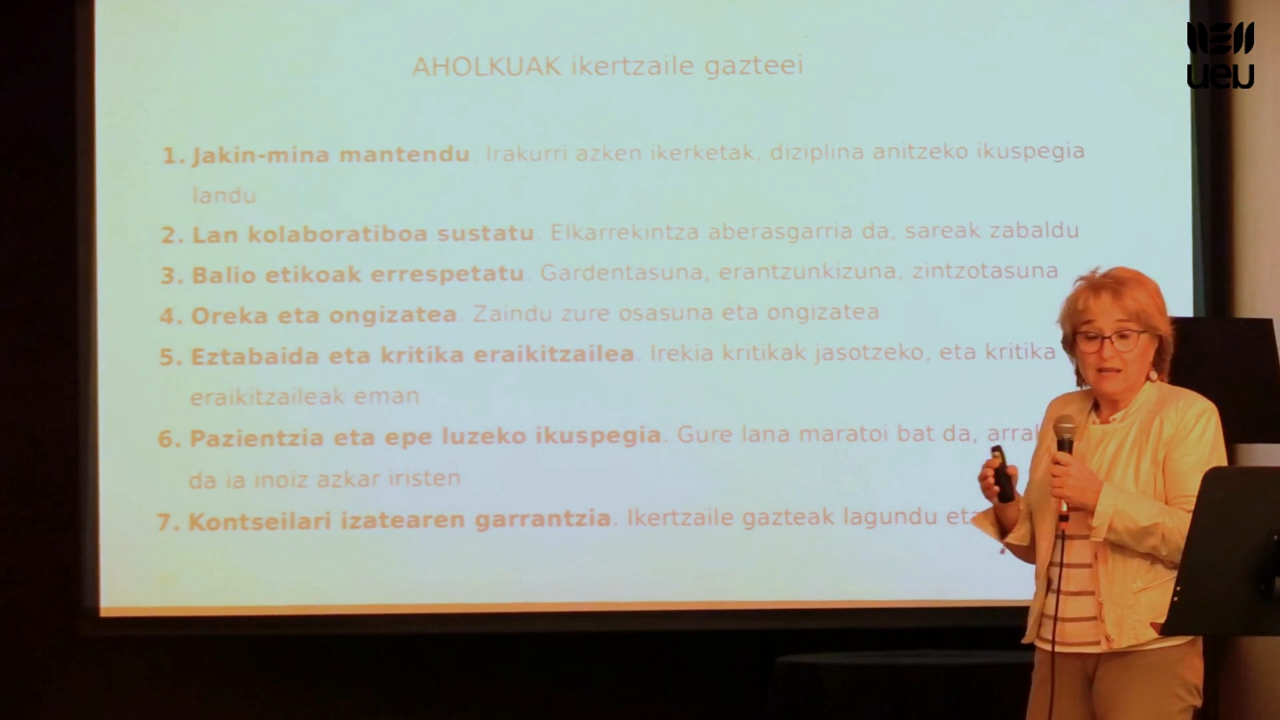 ueu
AHOLKUAK ikertzaile gazteei
1. Jakin-mina mantendu. Irakurri azken ikerketak, diziplina anitzeko ikuspegia
landu
2. Lan kolaboratiboa sustatu. Elkarrekintza aberasgarria da, sareak zabaldu
3. Balio etikoak errespetatu. Gardentasuna, erantzunkizuna, zintzotasuna
4. Oreka eta ongizatea. Zaindu zure osasuna eta ongizatea
5. Eztabaida eta kritika eraikitzailea. Irekia kritikak jasotzeko, eta kritika
eraikitzaileak eman
6. Pazientzia eta epe luzeko ikuspegia. Gure lana maratoi bat da,
da ia inoiz azkar iristen
7. Kontseilari izatearen garrantzia. Ikertzaile gazteak lagundu eta